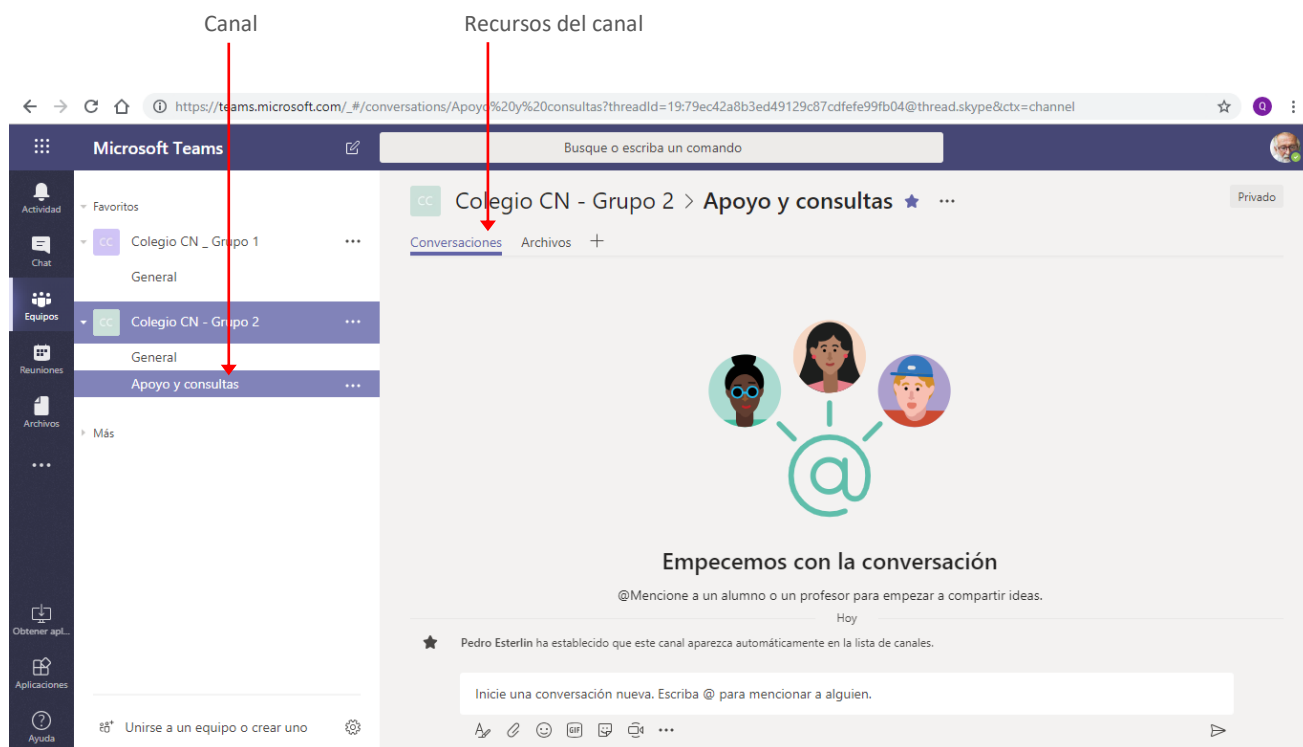 Canal
Recursos del canal
https://teams.microsoft.com/_#/conversations/Apoyo%20y%20consultas?threadId=19:79ec42a8b3ed49129c87cdfefe99fb04@thread.skype&ctx=channel
Q
Microsoft Teams
Busque o escriba un comando
Actividad
Chat
Equipos
Reuniones
Archivos
Obtener apl...
Aplicaciones
Ayuda
Favoritos
CC Colegio CN _ Grupo 1
General
CC Colegio CN - Grupo 2
General
Apoyo y consultas
Más
Unirse a un equipo o crear uno
CC Colegio CN - Grupo 2 > Apoyo y consultas
Privado
Conversaciones Archivos
@
Empecemos con la conversación
@Mencione a un alumno o un profesor para empezar a compartir ideas.
Hoy
Pedro Esterlin ha establecido que este canal aparezca automáticamente en la lista de canales.
Inicie una conversación nueva. Escriba @ para mencionar a alguien.
GIF